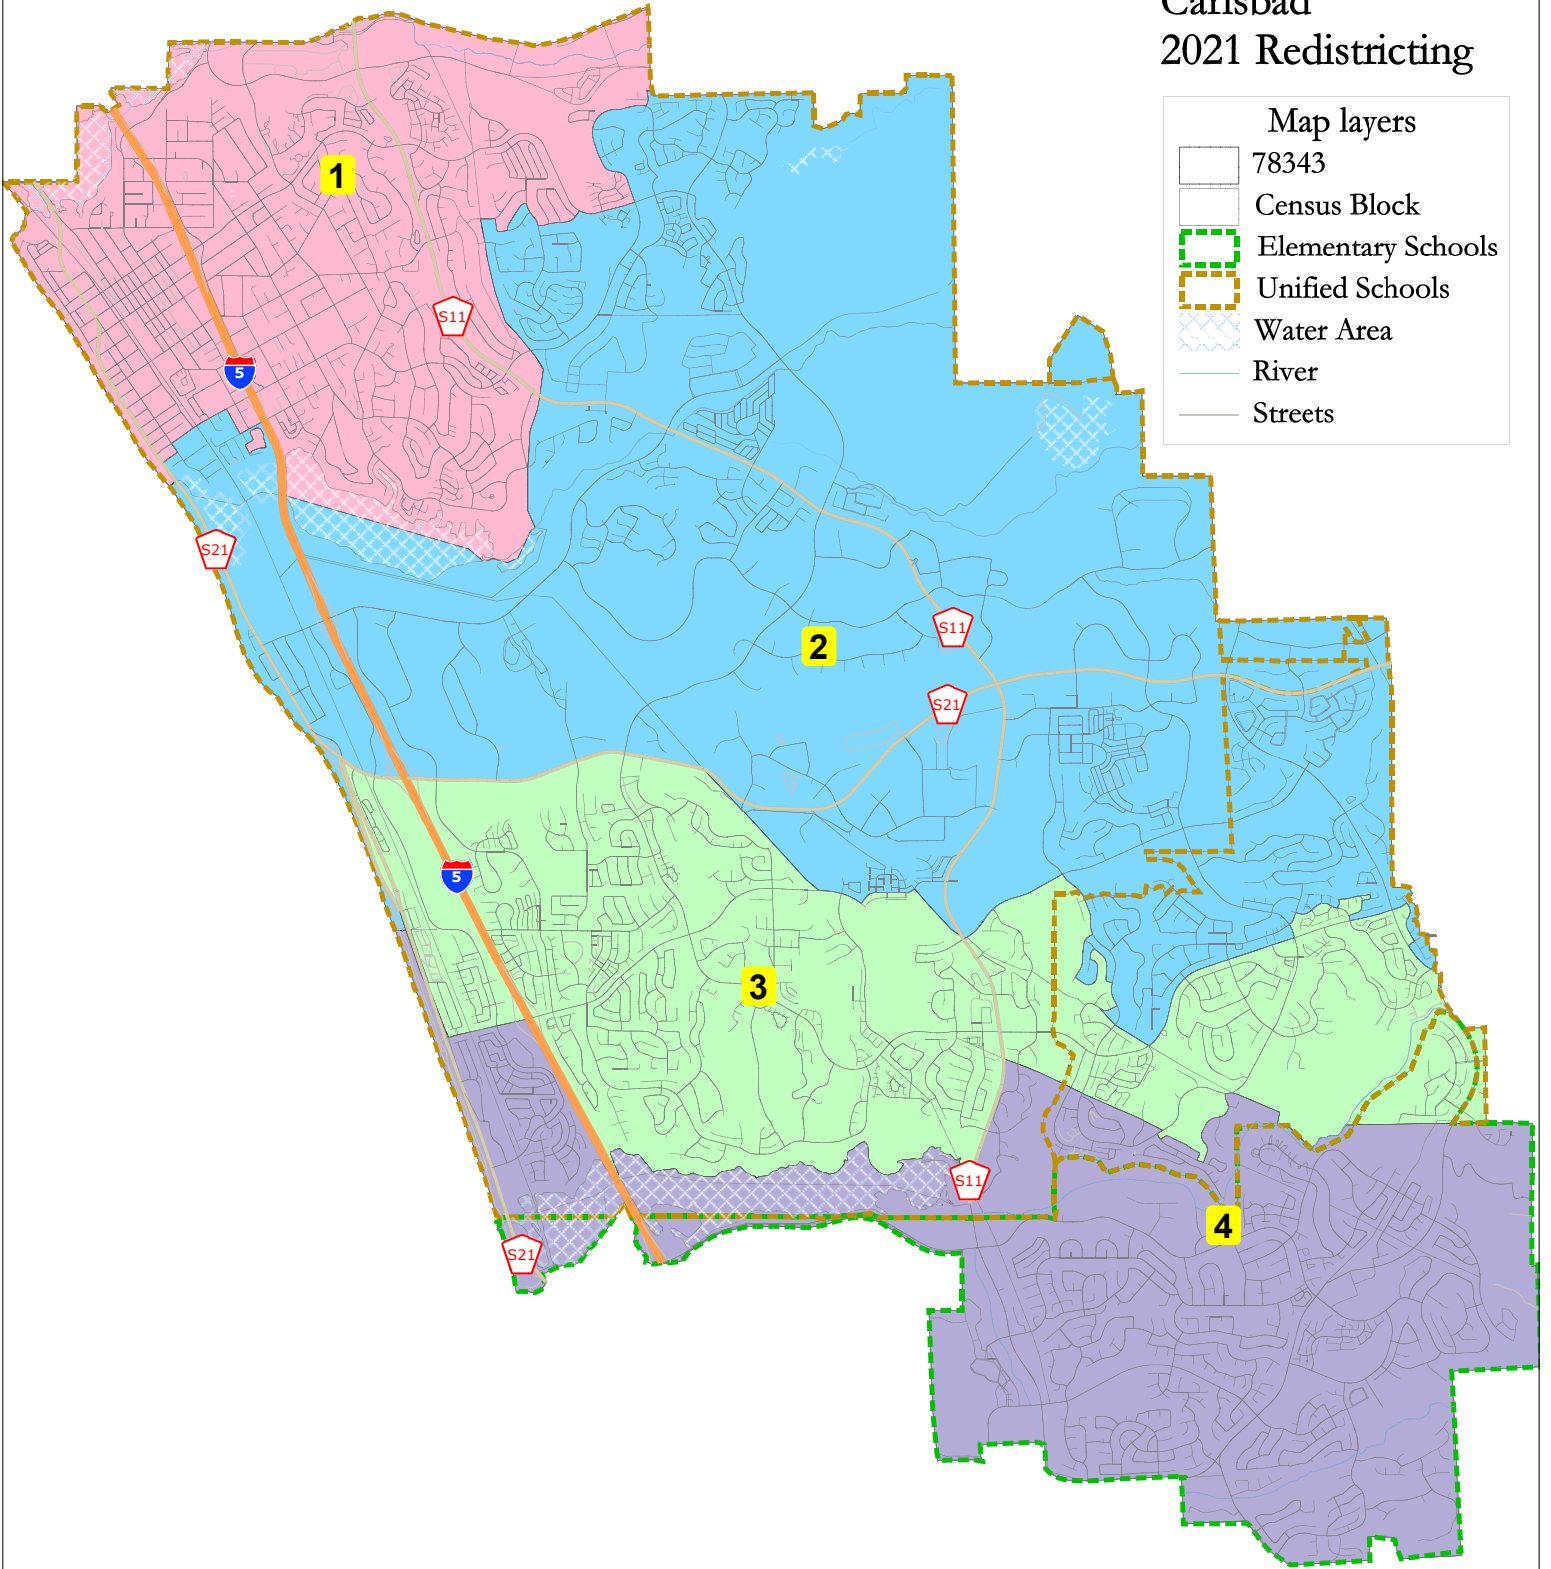 Carlsbad
2021 Redistricting
Map layers
78343
Census Block
Elementary Schools
Unified Schools
Water Area
River
Streets
1
S11
5
S21
2
S11
S21
5
3
S11
4
S21